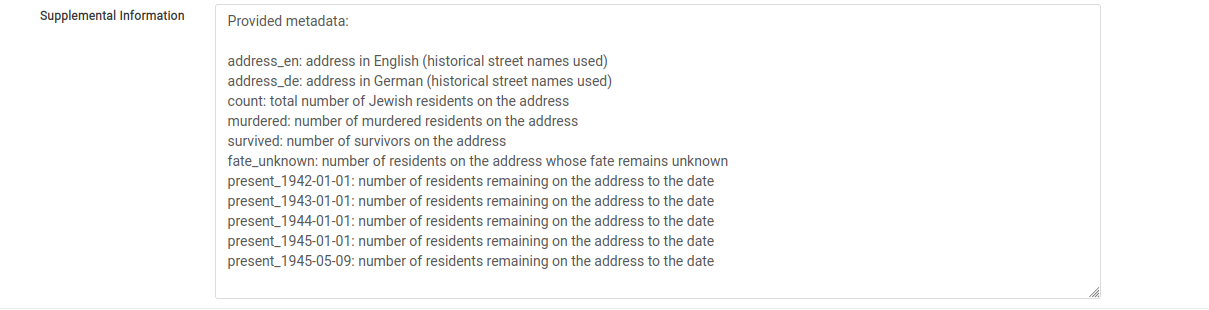 Supplemental Information
Provided metadata:
address_en: address in English (historical street names used)
address_de: address in German (historical street names used)
count: total number of Jewish residents on the address
murdered: number of murdered residents on the address
survived: number of survivors on the address
fate_unknown: number of residents on the address whose fate remains unknown
present_1942-01-01: number of residents remaining on the address to the date
present_1943-01-01: number of residents remaining on the address to the date
present_1944-01-01: number of residents remaining on the address to the date
present_1945-01-01: number of residents remaining on the address to the date
present_1945-05-09: number of residents remaining on the address to the date